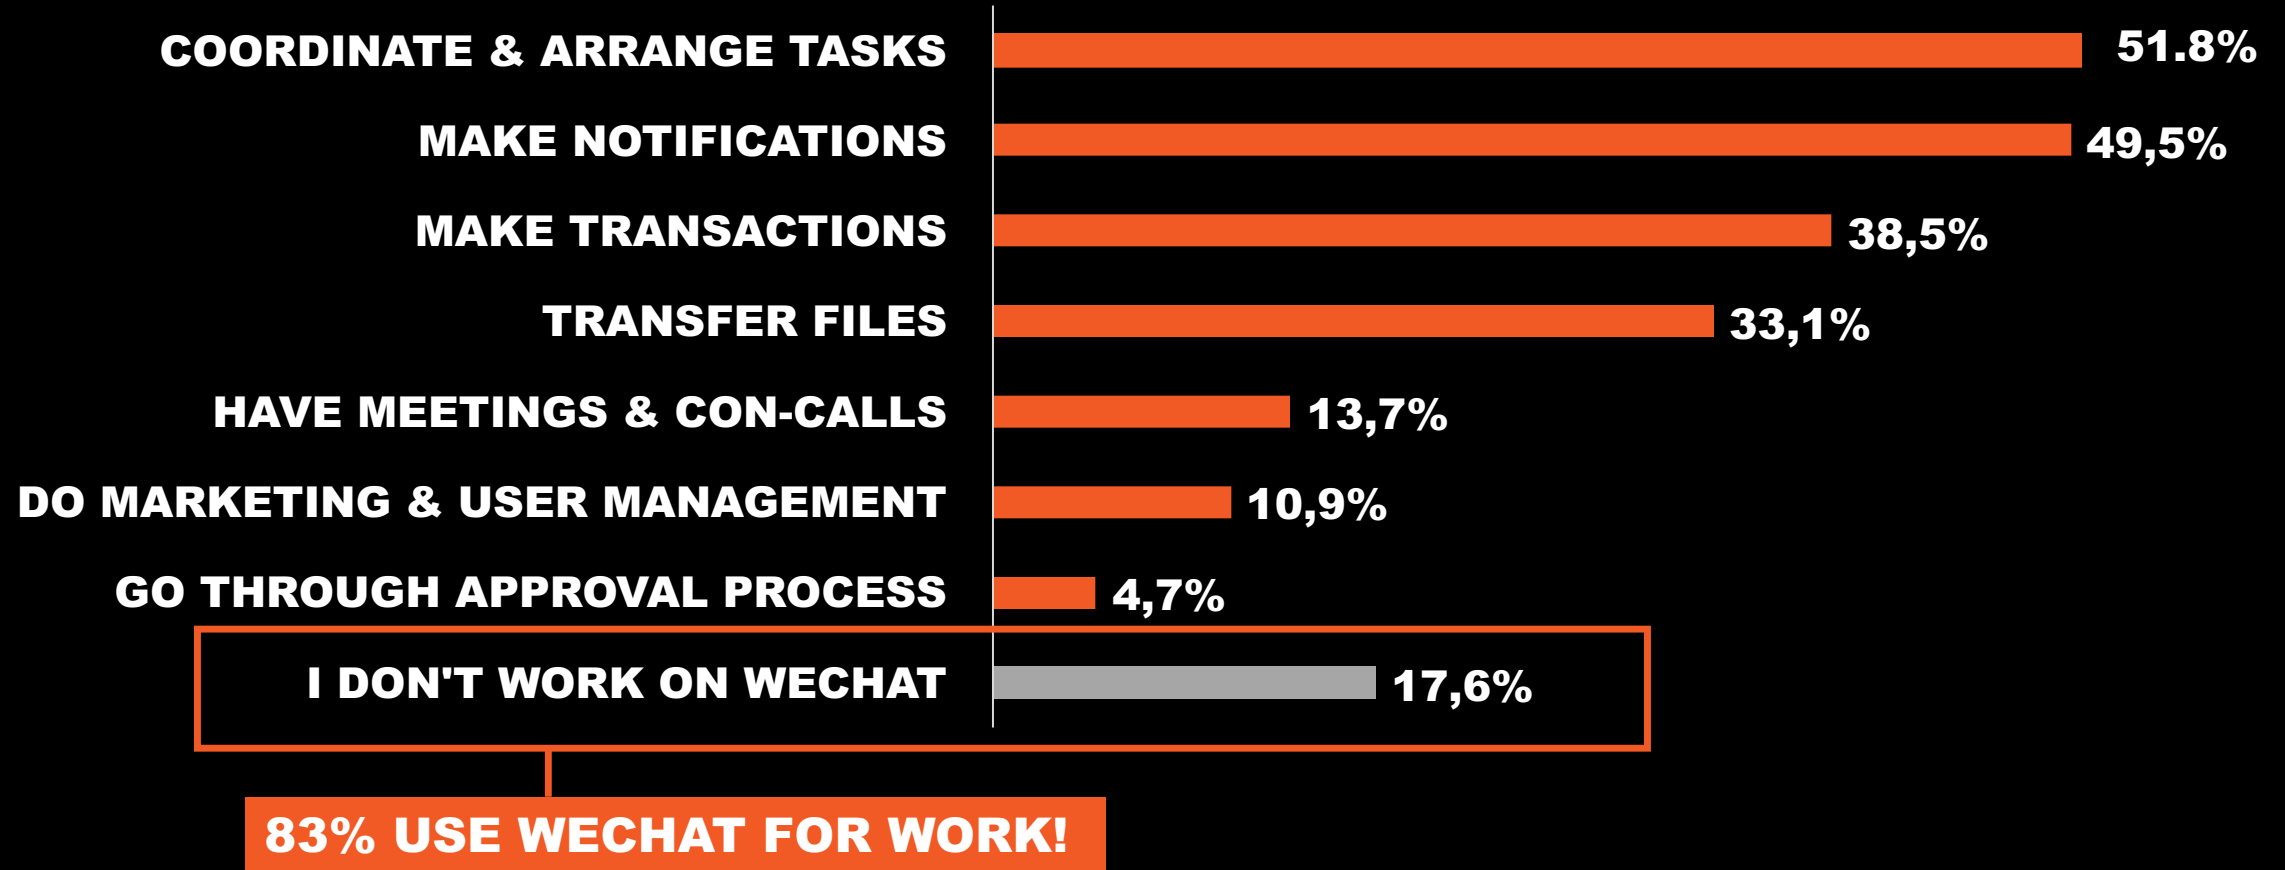 COORDINATE & ARRANGE TASKS 51.8%
MAKE NOTIFICATIONS 49,5%
MAKE TRANSACTIONS 38,5%
TRANSFER FILES 33,1%
HAVE MEETINGS & CON-CALLS 13,7%
DO MARKETING & USER MANAGEMENT 10,9%
GO THROUGH APPROVAL PROCESS 4,7%
I DON'T WORK ON WECHAT 17,6%
83% USE WECHAT FOR WORK!